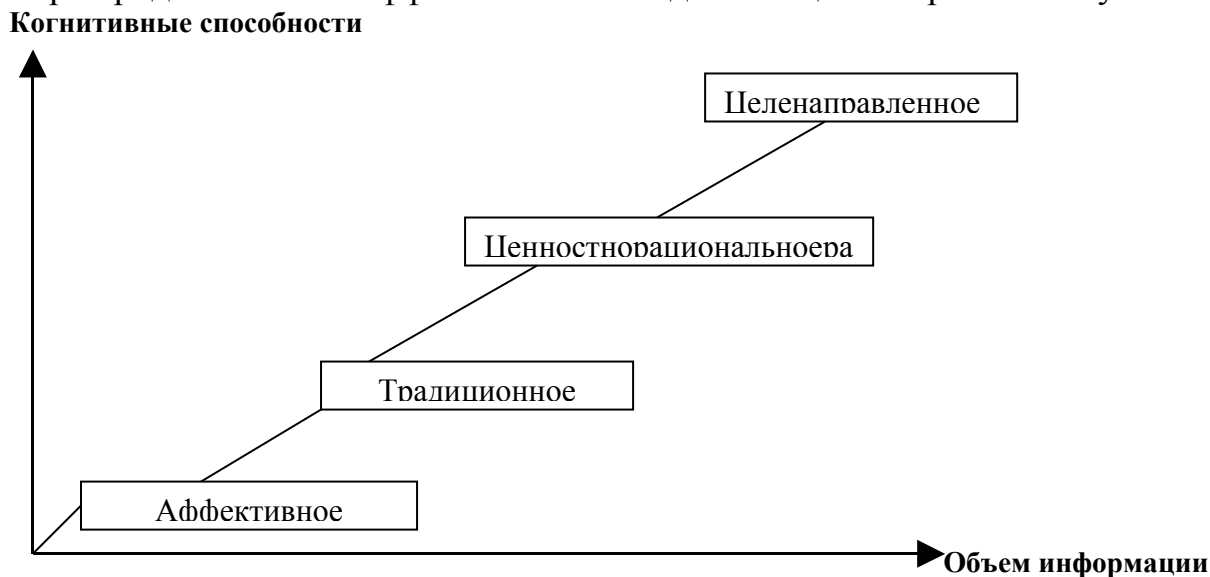 Когнитивные способности
Целенаправленное
Ценностнорациональноера
Традиционное
Аффективное
Объем информации